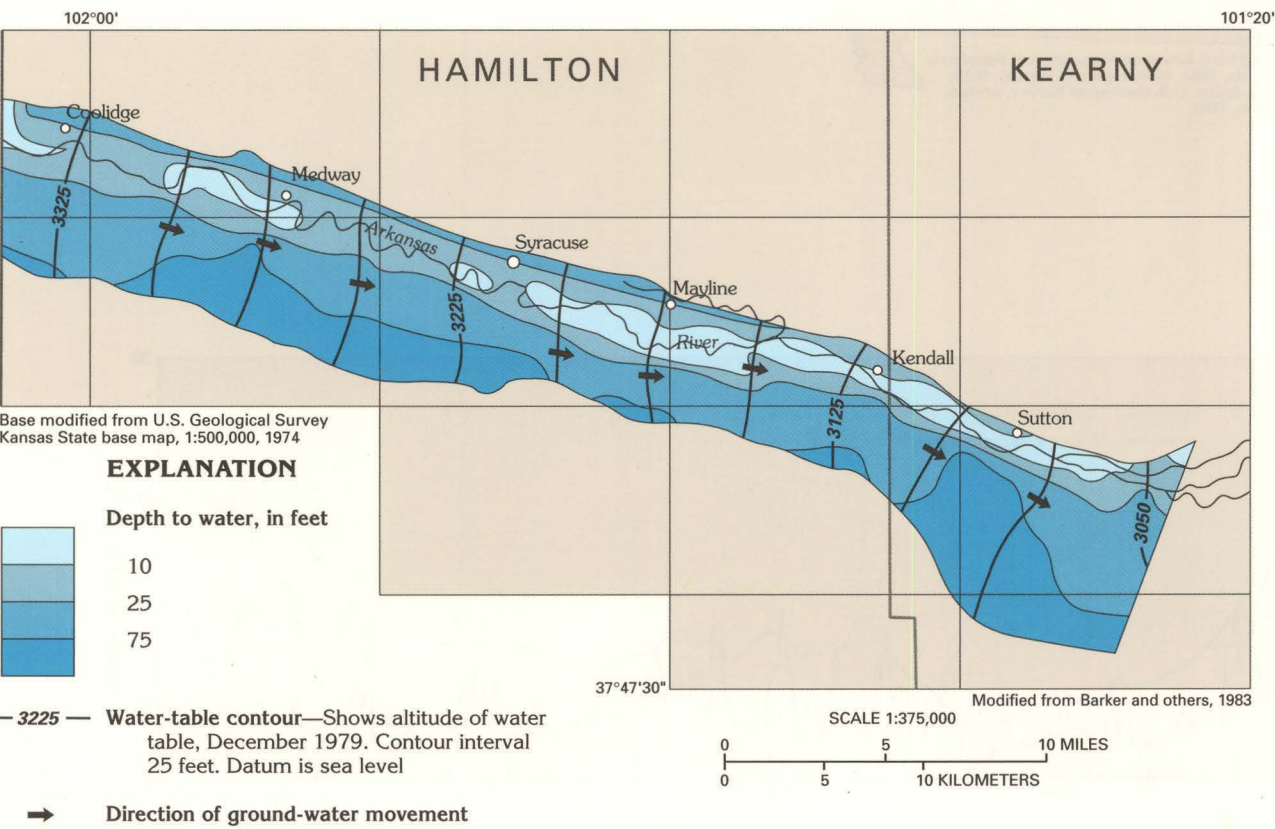 102°00'
101°20'
HAMILTON
KEARNY
Coolidge
Medway
Arkansas
Syracuse
Mayline
River
Kendall
Sutton
3325
3225
3125
3050
Base modified from U.S. Geological Survey
Kansas State base map, 1:500,000, 1974
EXPLANATION
Depth to water, in feet
10
25
75
37°47'30"
Modified from Barker and others, 1983
SCALE 1:375,000
0 5 10 MILES
0 5 10 KILOMETERS
— 3225 — Water-table contour—Shows altitude of water
table, December 1979. Contour interval
25 feet. Datum is sea level
Direction of ground-water movement